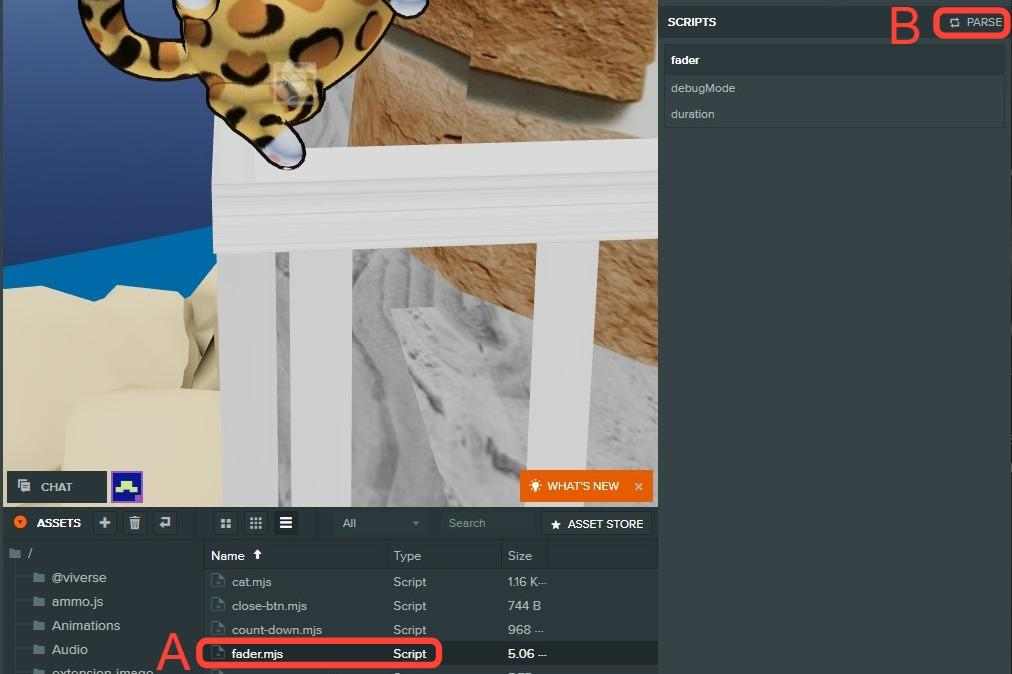 SCRIPTS
B
PARSE
fader
debugMode
duration
CHAT
WHAT'S NEW ×
ASSETS
All
Search
ASSET STORE
/
@viverse
ammo.js
Animations
Audio
extension image
Name Type Size
cat.mjs Script 1.16 K...
close-btn.mjs Script 744 B
count-down.mjs Script 968 ...
A
fader.mjs Script 5.06 ...